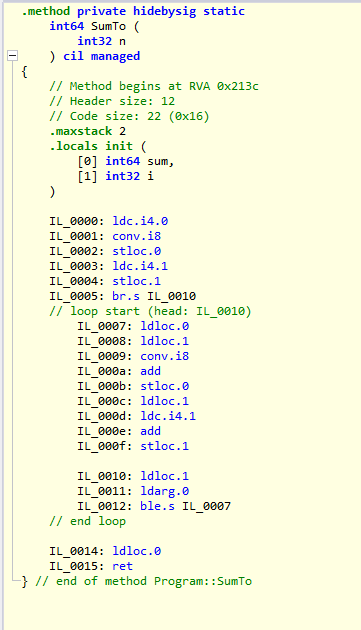 .method private hidebysig static
int64 SumTo (
int32 n
) cil managed
{
// Method begins at RVA 0x213c
// Header size: 12
// Code size: 22 (0x16)
.maxstack 2
.locals init (
[0] int64 sum,
[1] int32 i
)
IL_0000: ldc.i4.0
IL_0001: conv.i8
IL_0002: stloc.0
IL_0003: ldc.i4.1
IL_0004: stloc.1
IL_0005: br.s IL_0010
// loop start (head: IL_0010)
IL_0007: ldloc.0
IL_0008: ldloc.1
IL_0009: conv.i8
IL_000a: add
IL_000b: stloc.0
IL_000c: ldloc.1
IL_000d: ldc.i4.1
IL_000e: add
IL_000f: stloc.1
IL_0010: ldloc.1
IL_0011: ldarg.0
IL_0012: ble.s IL_0007
// end loop
IL_0014: ldloc.0
IL_0015: ret
} // end of method Program::SumTo